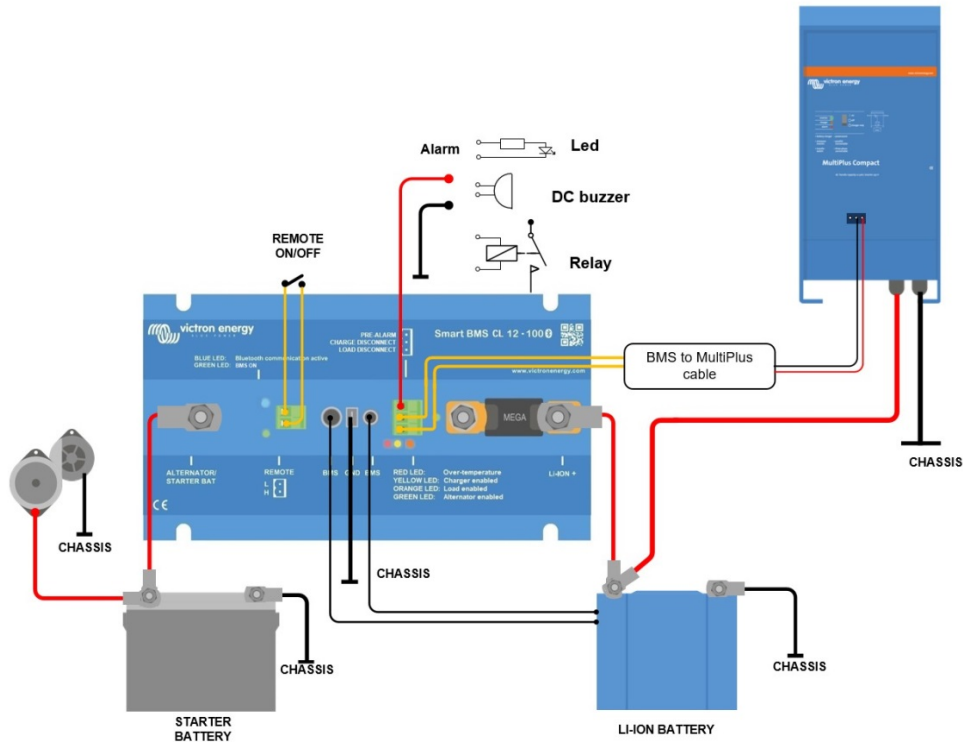 victron energy
MultiPlus Compact
Alarm
Led
DC buzzer
Relay
REMOTE
ON/OFF
victron energy
BLUE POWER
PRE-ALARM
CHARGE DISCONNECT
LOAD DISCONNECT
Smart BMS CL 12 - 100
BLUE LED: Bluetooth communication active
GREEN LED: BMS ON
www.victronenergy.com
BMS to MultiPlus
cable
MEGA
CHASSIS
ALTERNATOR/
STARTER BAT
REMOTE
L
H
BMS
GND
BMS
RED LED: Over-temperature
YELLOW LED: Charger enabled
ORANGE LED: Load enabled
GREEN LED: Alternator enabled
LI-ION +
CE
CHASSIS
CHASSIS
CHASSIS
CHASSIS
STARTER
BATTERY
LI-ION BATTERY